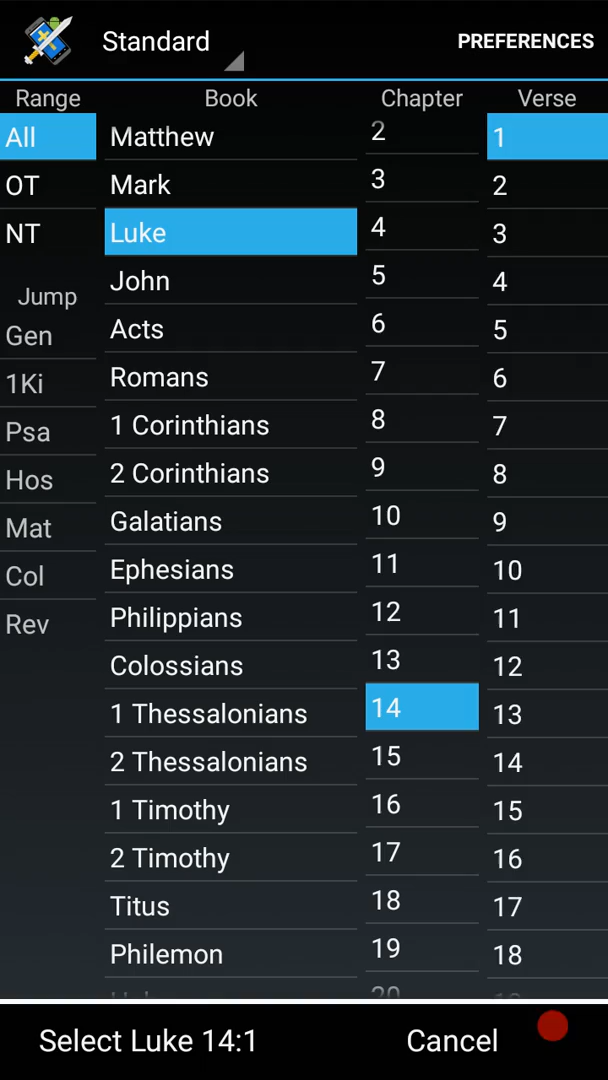 Standard
PREFERENCES
Range Book Chapter Verse
All
OT
NT
Jump
Gen
1Ki
Psa
Hos
Mat
Col
Rev
Matthew
Mark
Luke
John
Acts
Romans
1 Corinthians
2 Corinthians
Galatians
Ephesians
Philippians
Colossians
1 Thessalonians
2 Thessalonians
1 Timothy
2 Timothy
Titus
Philemon
2
3
4
5
6
7
8
9
10
11
12
13
14
15
16
17
18
19
20
1
2
3
4
5
6
7
8
9
10
11
12
13
14
15
16
17
18
Select Luke 14:1
Cancel